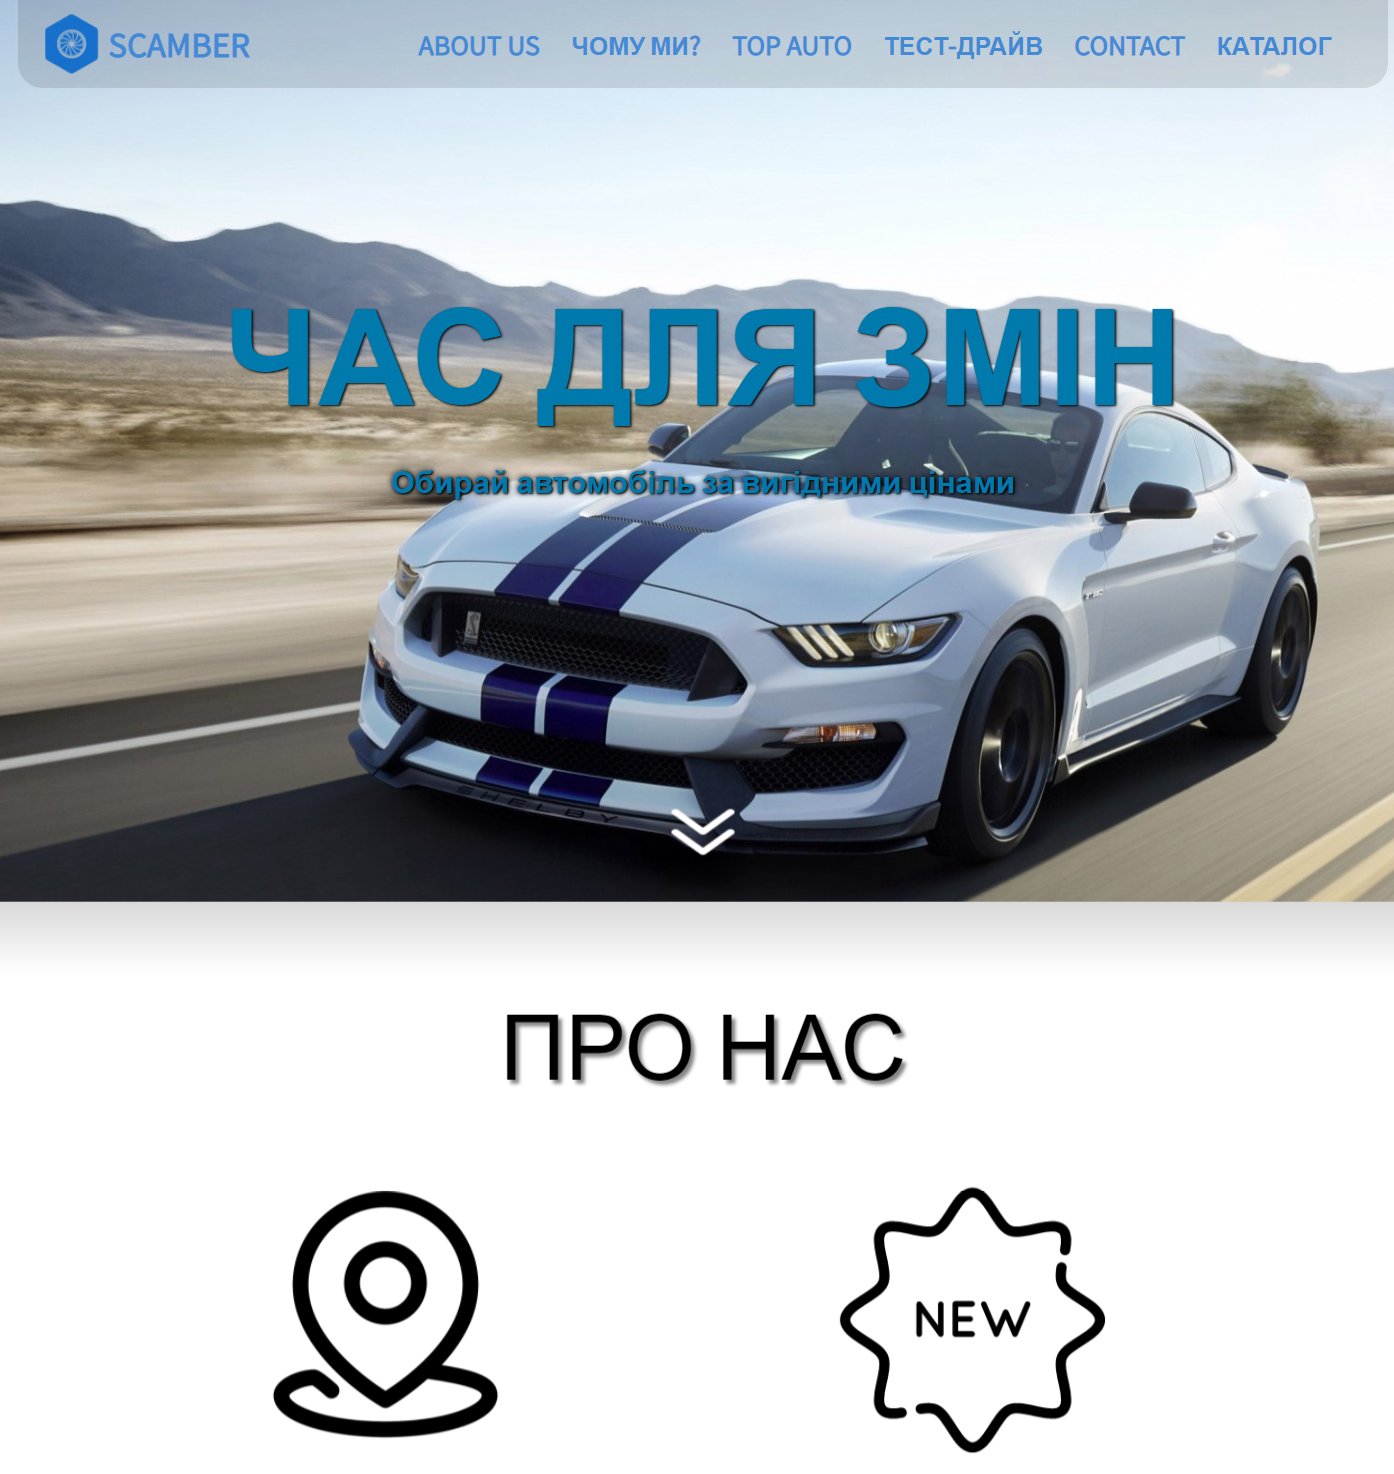 SCAMBER
ABOUT US ЧОМУ МИ? TOP AUTO ТЕСТ-ДРАЙВ CONTACT КАТАЛОГ
ЧАС ДЛЯ ЗМІН
Обирай автомобіль за вигідними цінами
SHELBY
ПРО НАС
NEW